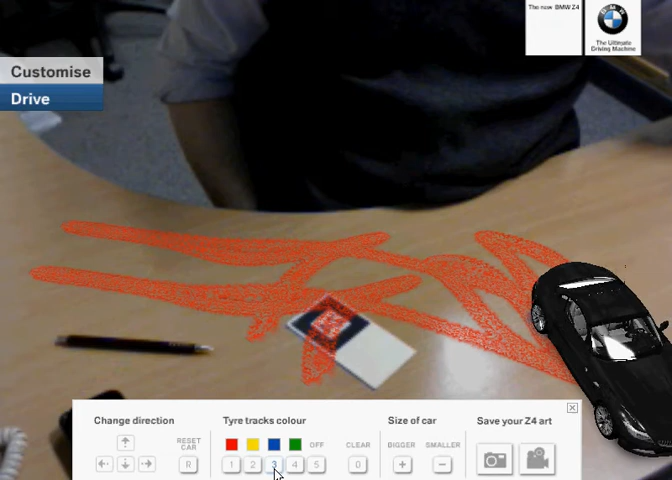 The new BMW Z4
BMW
The Ultimate
Driving Machine
Customise
Drive
Change direction
Tyre tracks colour
Size of car
Save your Z4 art
RESET
CAR
OFF
CLEAR
BIGGER
SMALLER
R
1
2
3
4
5
0